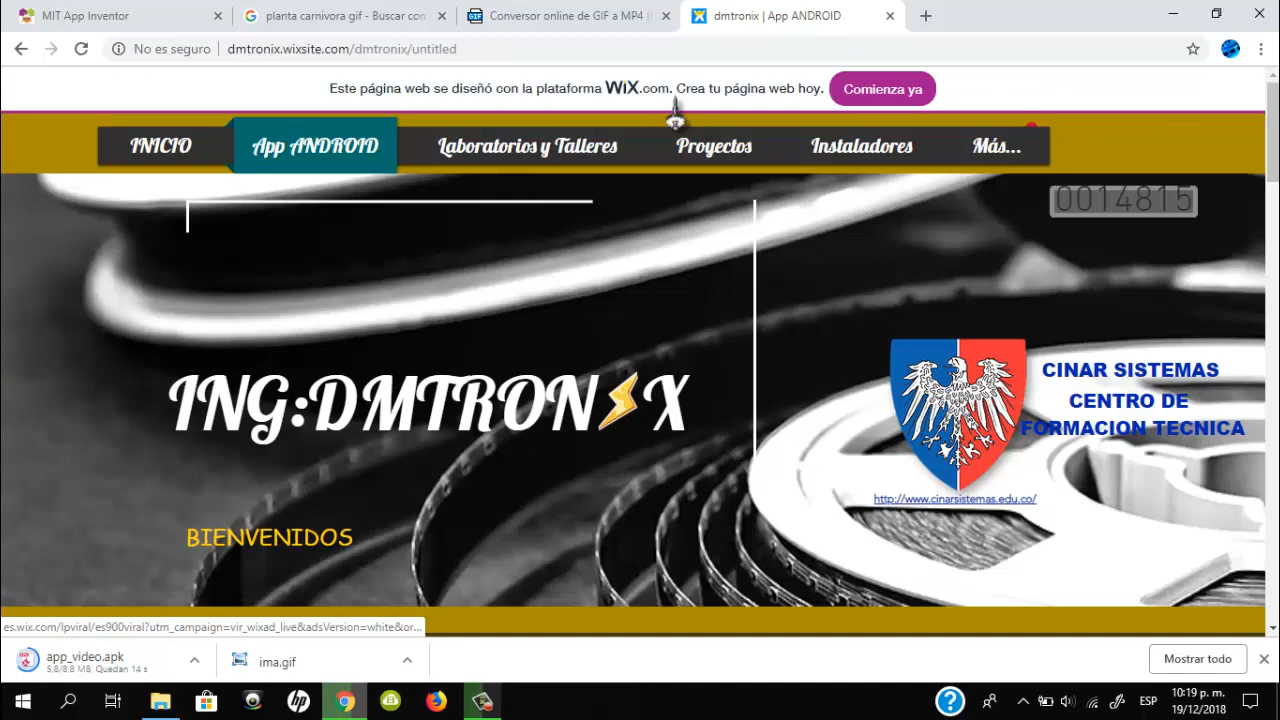 MIT App Inventor
planta carnivora gif - Buscar con
Conversor online de GIF a MP4 (
dmtronix | App ANDROID
No es seguro
dmtronix.wixsite.com/dmtronix/untitled
Este página web se diseñó con la plataforma WiX.com. Crea tu página web hoy.
Comienza ya
INICIO
App ANDROID
Laboratorios y Talleres
Proyectos
Instaladores
Más...
0014815
ING:DMTRON⚡X
CINAR SISTEMAS
CENTRO DE
FORMACION TECNICA
http://www.cinarsistemas.edu.co/
BIENVENIDOS
es.wix.com/lpviral/es900viral?utm_campaign=vir_wixad_live&adsVersion=white&or...
app_video.apk
5,8/8,8 MB, Quedan 14 s
ima.gif
Mostrar todo
ESP
10:19 p. m.
19/12/2018